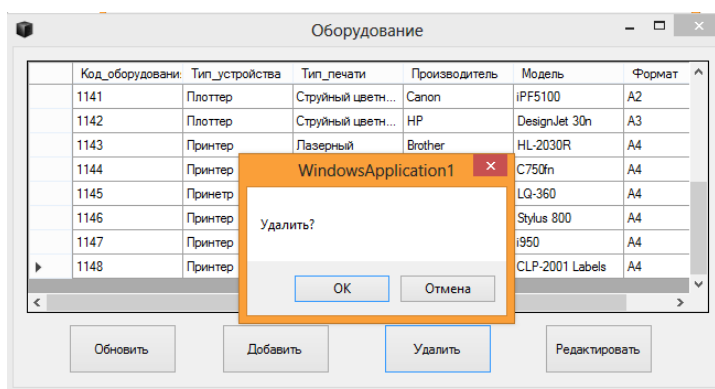 Оборудование
Код_оборудовани Тип_устройства Тип_печати Производитель Модель Формат
1141 Плоттер Струйный цветн... Canon iPF5100 A2
1142 Плоттер Струйный цветн... HP DesignJet 30n A3
1143 Принтер Лазерный Brother HL-2030R A4
1144 Принтер C750fn A4
1145 Принетр LQ-360 A4
1146 Принтер Stylus 800 A4
1147 Принтер i950 A4
1148 Принтер CLP-2001 Labels A4
WindowsApplication1
Удалить?
OK Отмена
Обновить Добавить Удалить Редактировать